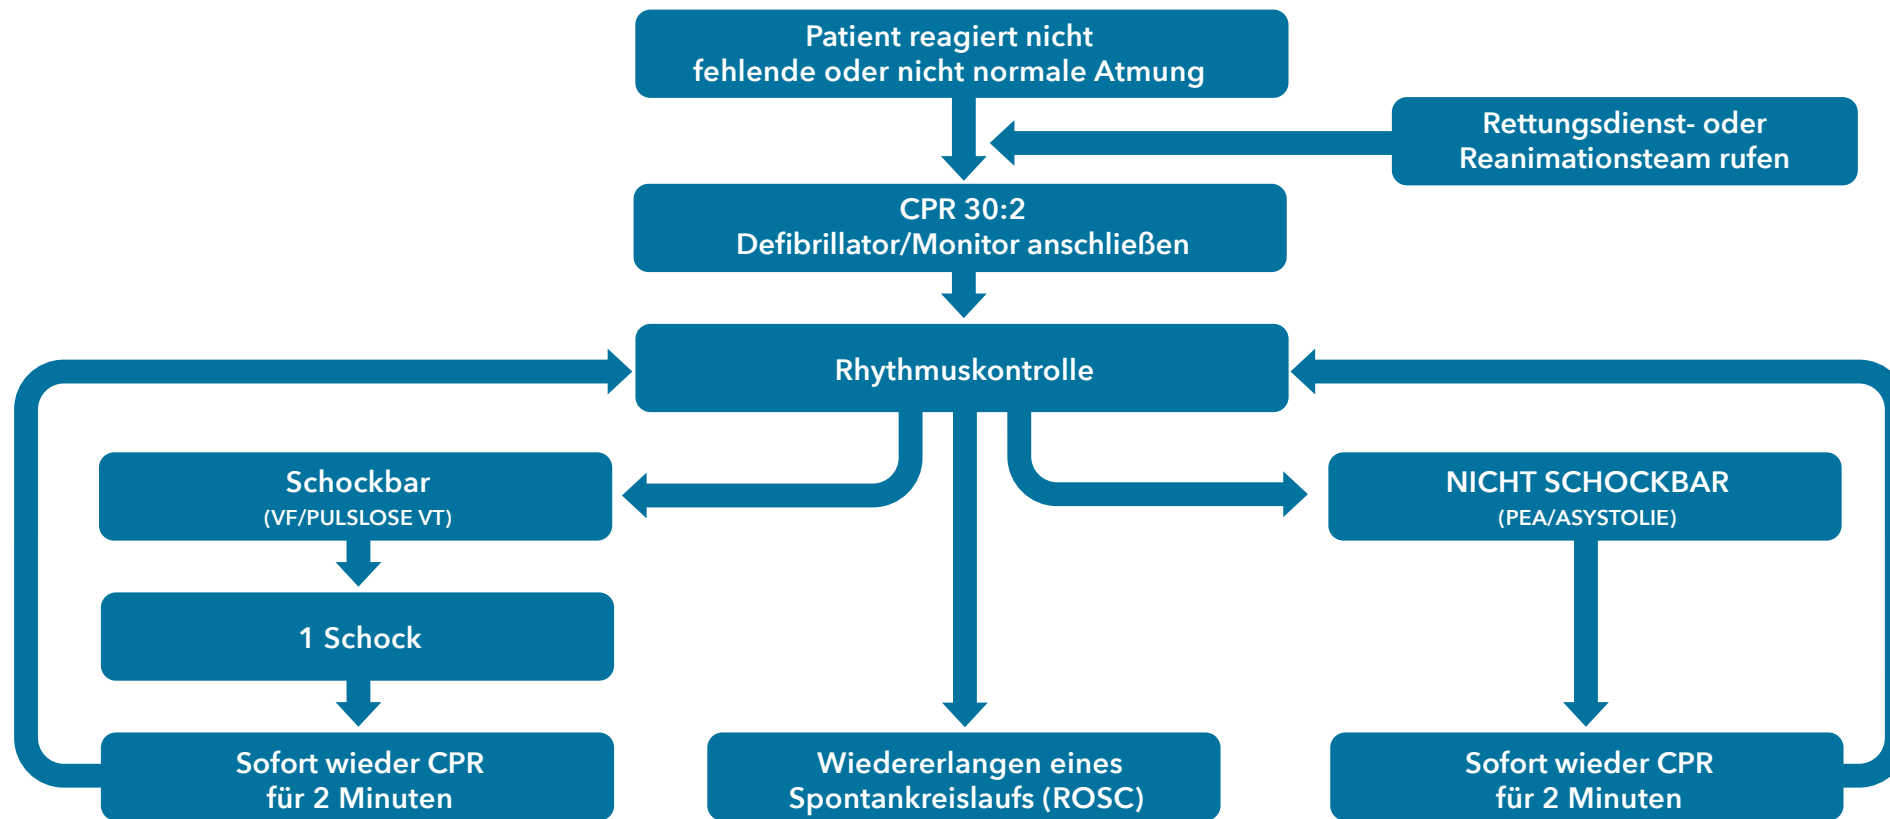 Patient reagiert nicht
fehlende oder nicht normale Atmung
Rettungsdienst- oder
Reanimationsteam rufen
CPR 30:2
Defibrillator/Monitor anschließen
Rhythmuskontrolle
Schockbar
(VF/PULSLOSE VT)
NICHT SCHOCKBAR
(PEA/ASYSTOLIE)
1 Schock
Sofort wieder CPR
für 2 Minuten
Wiedererlangen eines
Spontankreislaufs (ROSC)
Sofort wieder CPR
für 2 Minuten